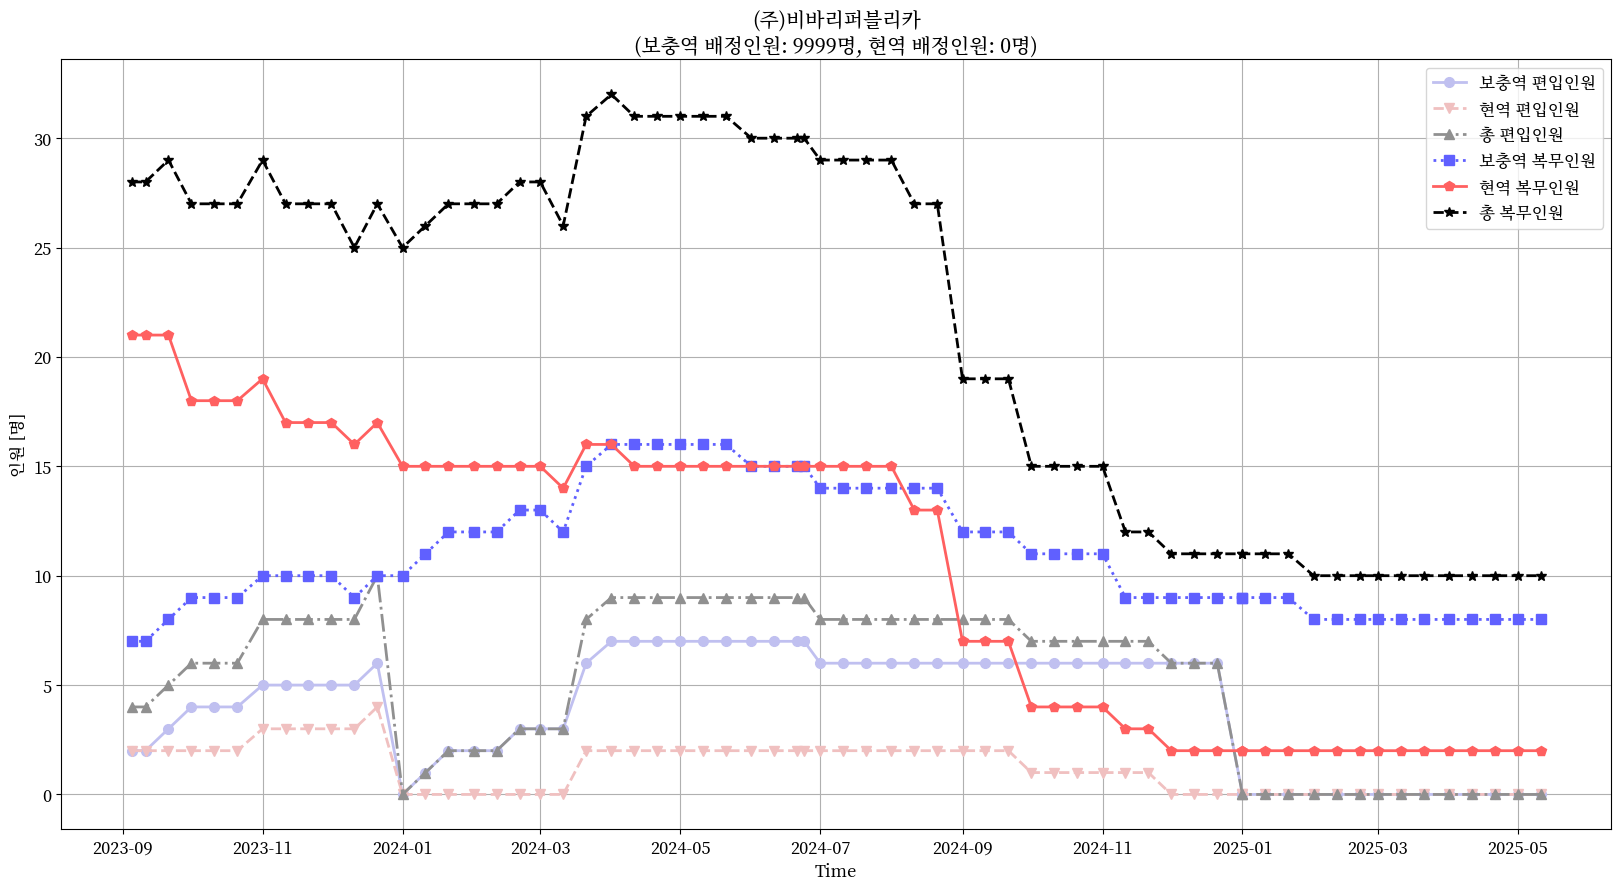 (주)비바리퍼블리카
(보충역 배정인원: 9999명, 현역 배정인원: 0명)
보충역 편입인원
현역 편입인원
총 편입인원
보충역 복무인원
현역 복무인원
총 복무인원
인원 [명]
30
25
20
15
10
5
0
2023-09
2023-11
2024-01
2024-03
2024-05
2024-07
2024-09
2024-11
2025-01
2025-03
2025-05
Time